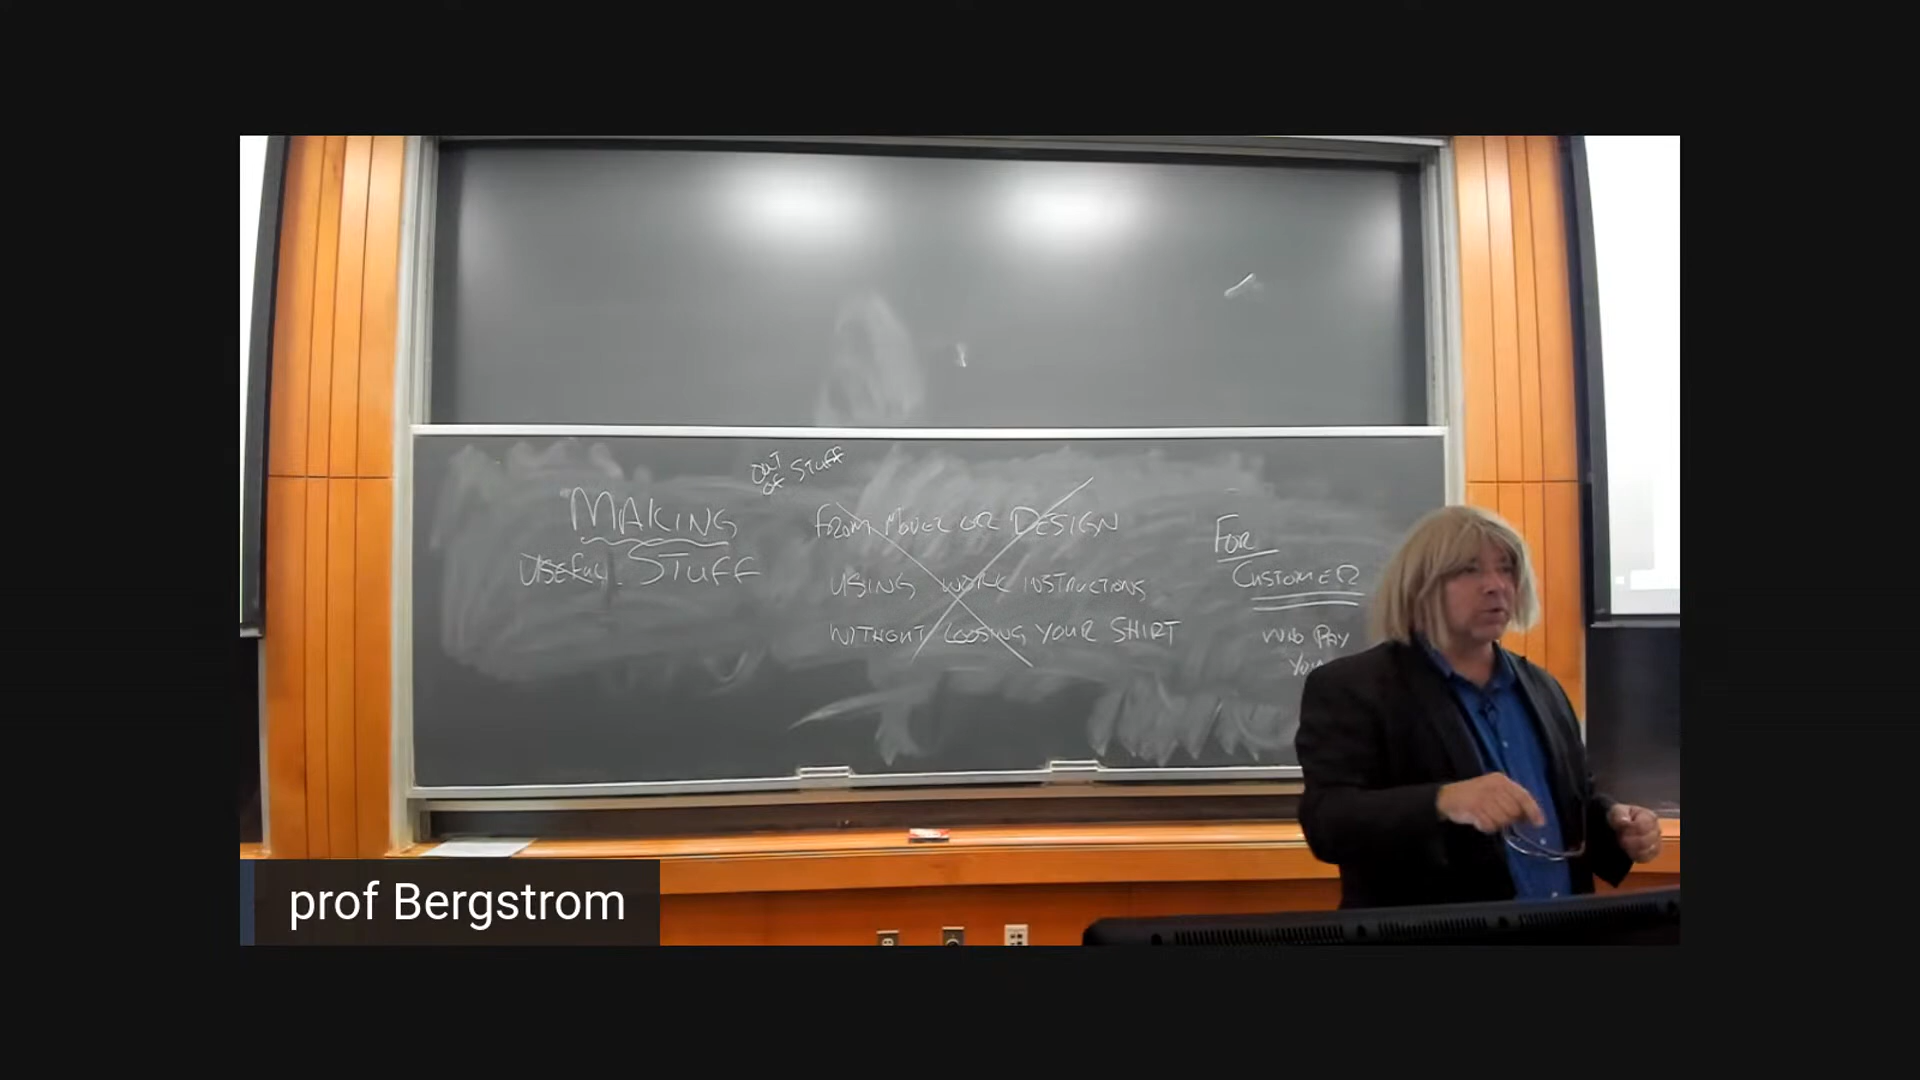 OUT STUFF
OF
MAKING
USEFUL STUFF
FROM MODEL OR DESIGN
USING WORK INSTRUCTIONS
WITHOUT LOOSING YOUR SHIRT
FOR
CUSTOMER
WHO PAY
YOU
prof Bergstrom